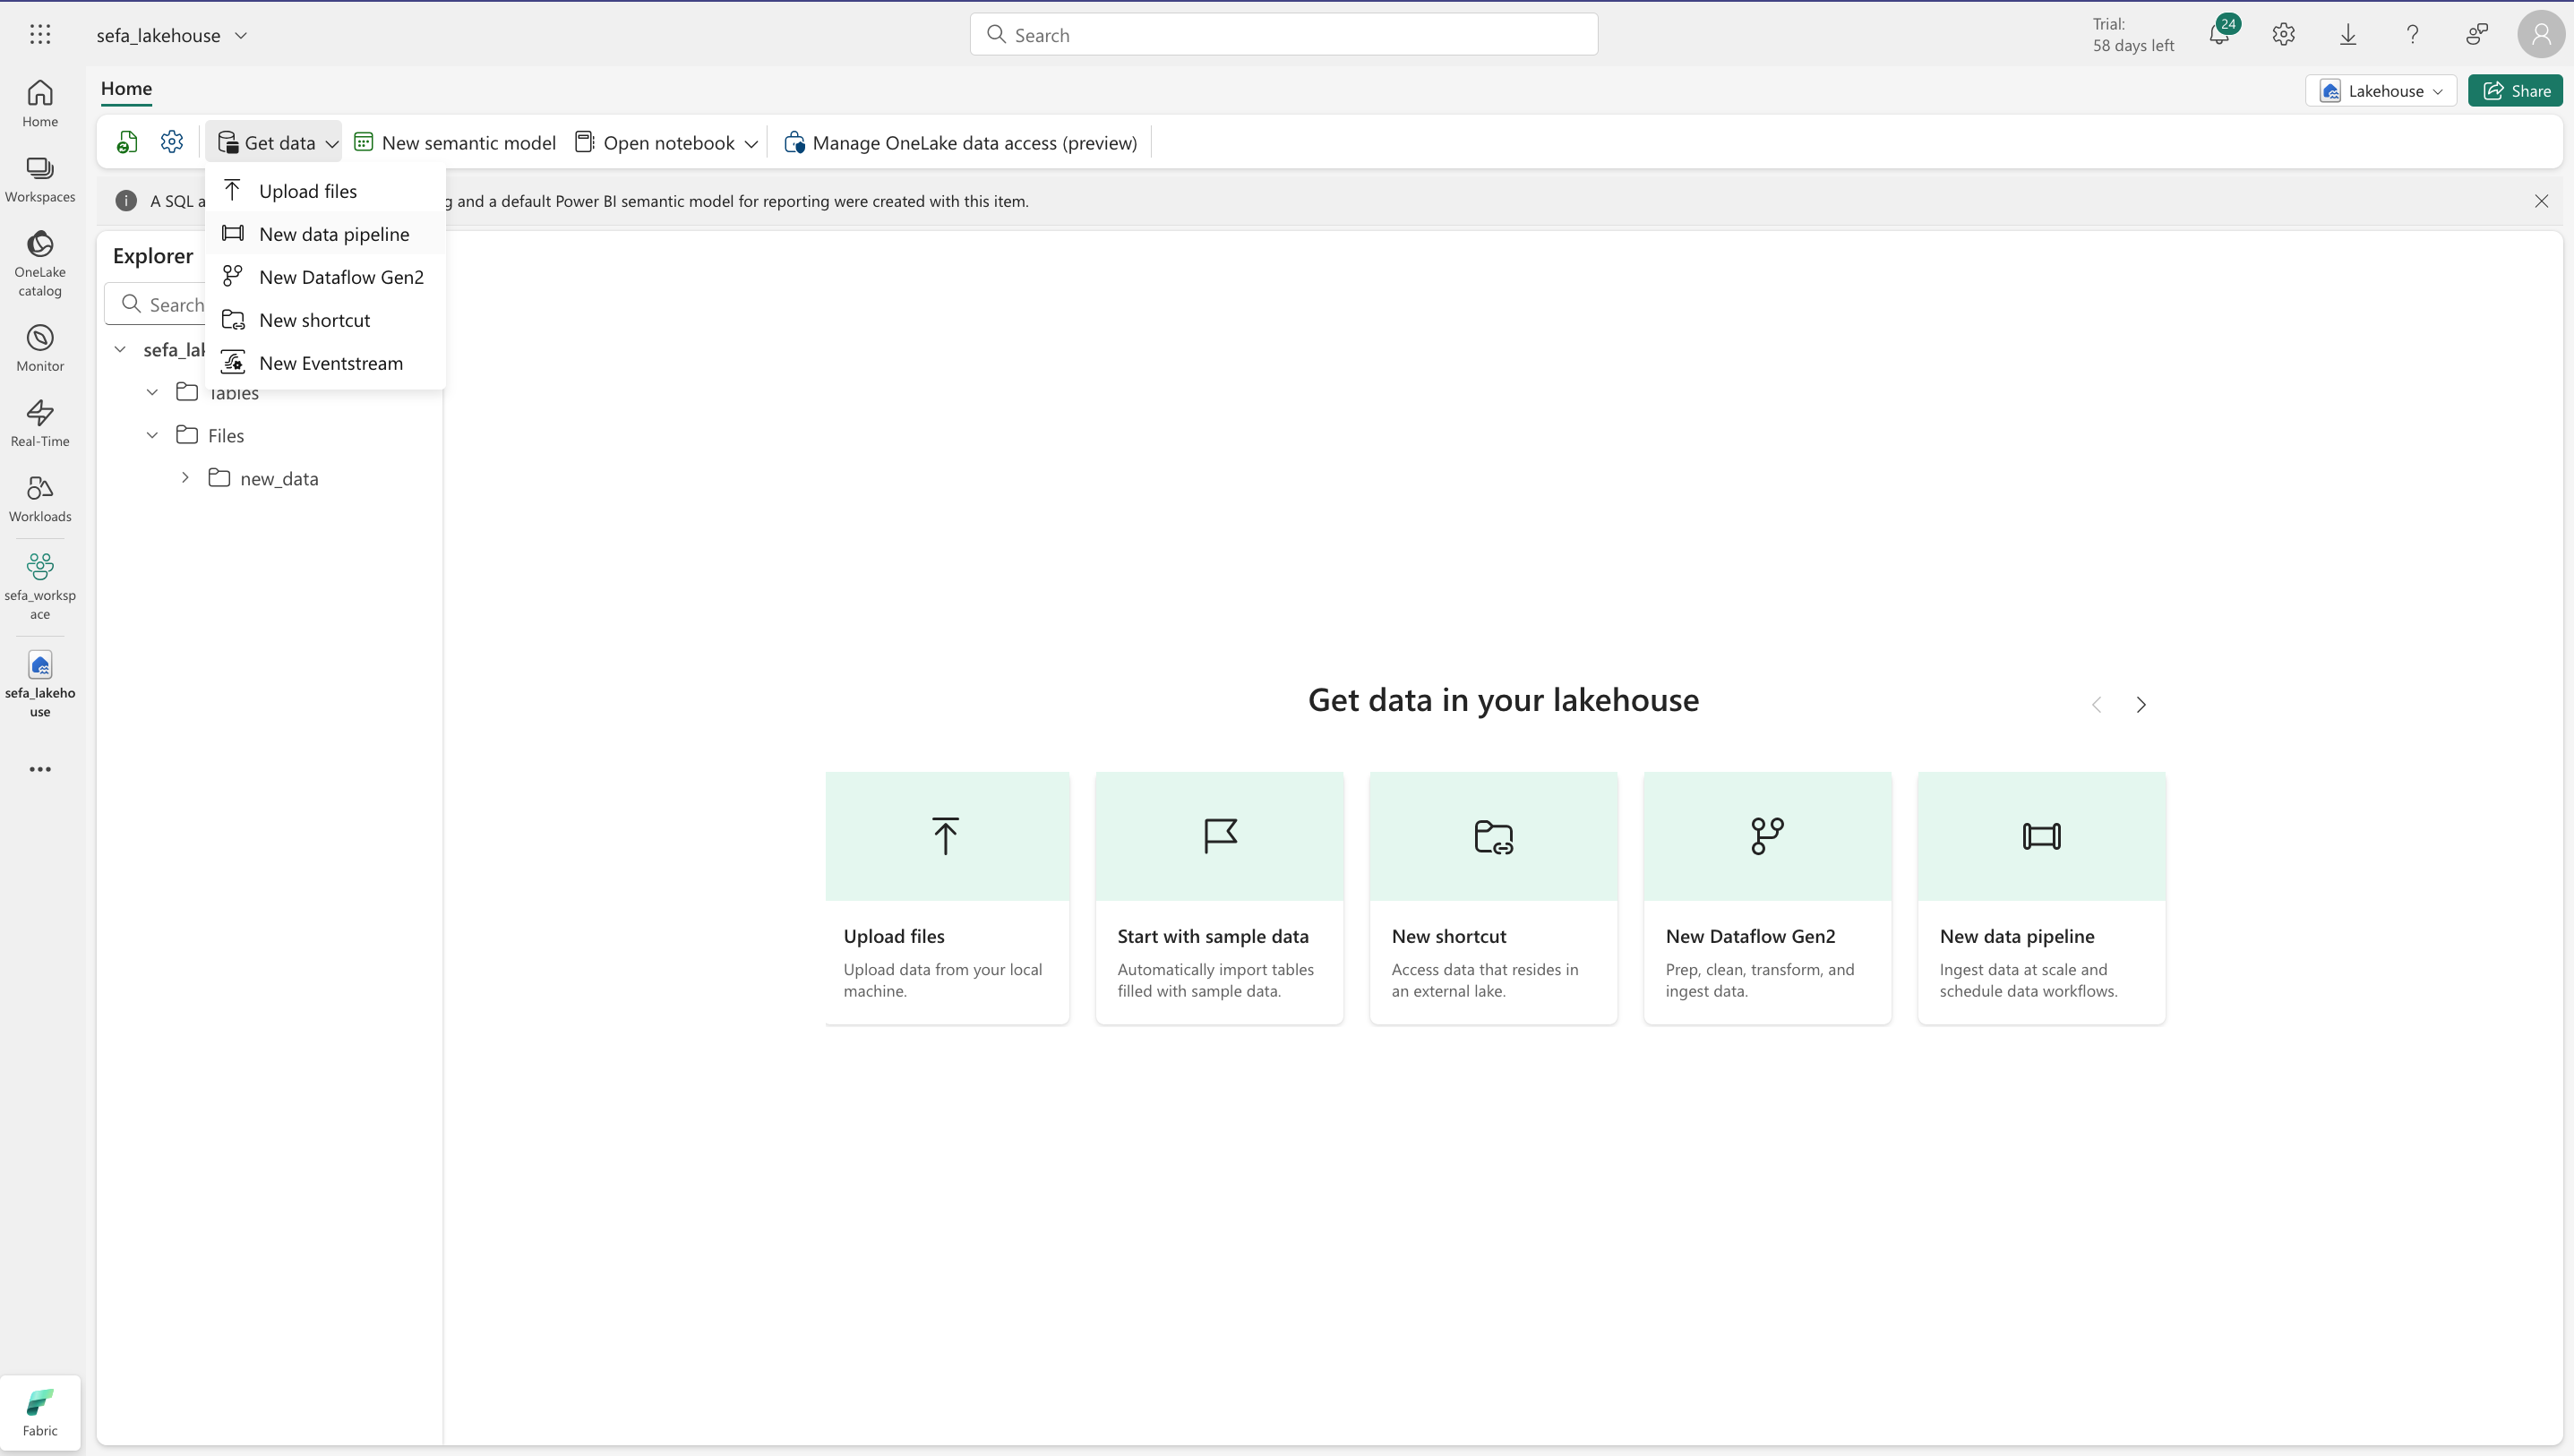 sefa_lakehouse
Search
Trial:
58 days left
24
Home
Lakehouse
Share
Get data
New semantic model
Open notebook
Manage OneLake data access (preview)
Upload files
New data pipeline
New Dataflow Gen2
New shortcut
New Eventstream
A SQL a
g and a default Power BI semantic model for reporting were created with this item.
Explorer
Search
sefa_lak
Tables
Files
new_data
Home
Workspaces
OneLake
catalog
Monitor
Real-Time
Workloads
sefa_worksp
ace
sefa_lakeho
use
Fabric
Get data in your lakehouse
Upload files
Upload data from your local
machine.
Start with sample data
Automatically import tables
filled with sample data.
New shortcut
Access data that resides in
an external lake.
New Dataflow Gen2
Prep, clean, transform, and
ingest data.
New data pipeline
Ingest data at scale and
schedule data workflows.